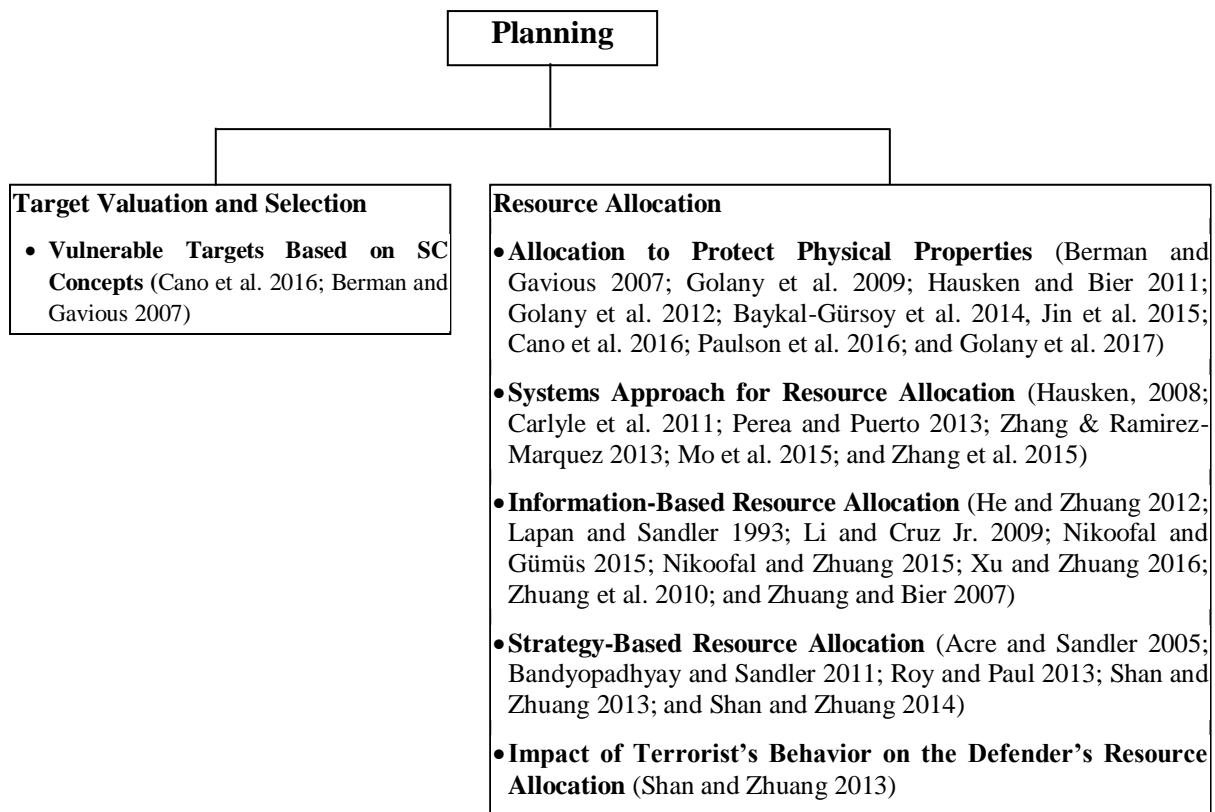 Planning
Target Valuation and Selection
• Vulnerable Targets Based on SC
Concepts (Cano et al. 2016; Berman and
Gavious 2007)
Resource Allocation
• Allocation to Protect Physical Properties (Berman and
Gavious 2007; Golany et al. 2009; Hausken and Bier 2011;
Golany et al. 2012; Baykal-Gürsoy et al. 2014, Jin et al. 2015;
Cano et al. 2016; Paulson et al. 2016; and Golany et al. 2017)
• Systems Approach for Resource Allocation (Hausken, 2008;
Carlyle et al. 2011; Perea and Puerto 2013; Zhang & Ramirez-
Marquez 2013; Mo et al. 2015; and Zhang et al. 2015)
• Information-Based Resource Allocation (He and Zhuang 2012;
Lapan and Sandler 1993; Li and Cruz Jr. 2009; Nikoofal and
Gümüs 2015; Nikoofal and Zhuang 2015; Xu and Zhuang 2016;
Zhuang et al. 2010; and Zhuang and Bier 2007)
• Strategy-Based Resource Allocation (Acre and Sandler 2005;
Bandyopadhyay and Sandler 2011; Roy and Paul 2013; Shan and
Zhuang 2013; and Shan and Zhuang 2014)
• Impact of Terrorist’s Behavior on the Defender’s Resource
Allocation (Shan and Zhuang 2013)